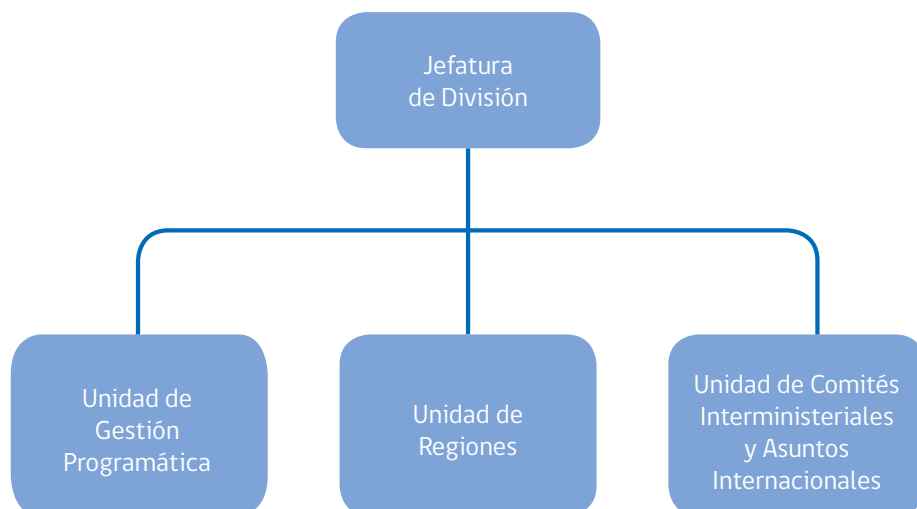 Jefatura
de División
Unidad de
Gestión
Programática
Unidad de
Regiones
Unidad de Comités
Interministeriales
y Asuntos
Internacionales